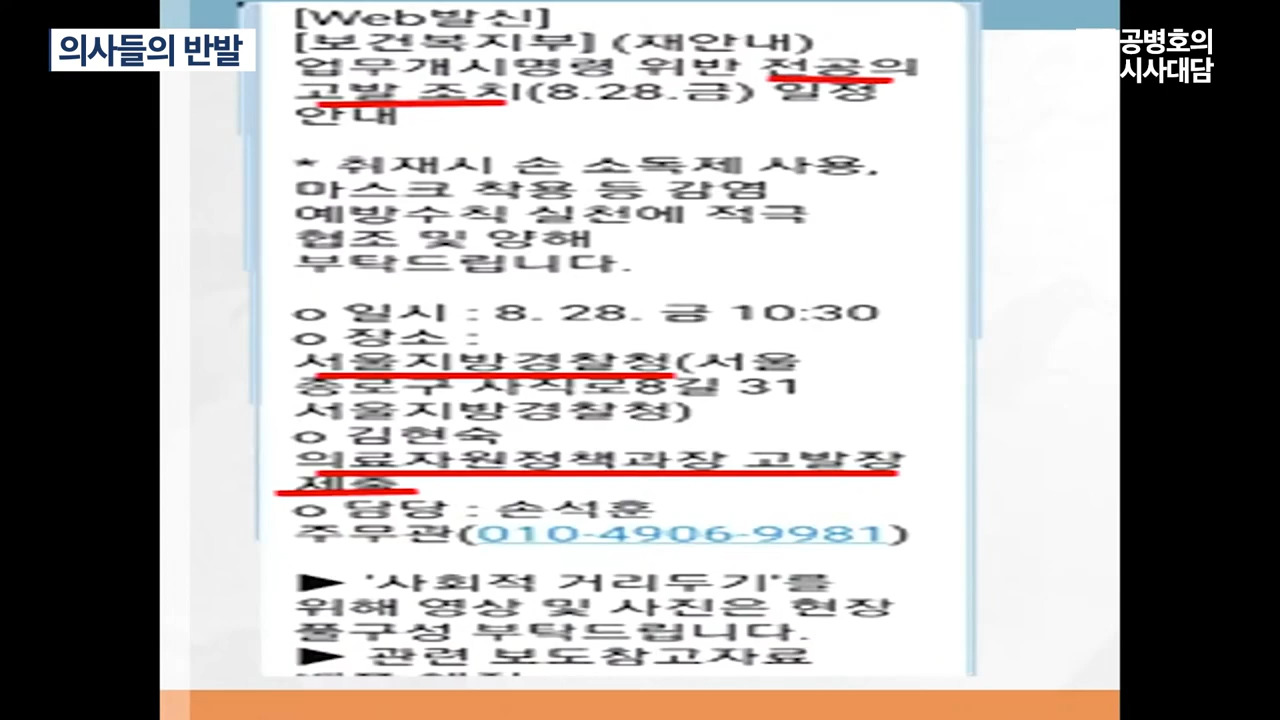 의사들의 반발
공병호의
시사대담
[Web발신]
[보건복지부] (재안내)
업무개시명령 위반 전공의
고발 조치(8.28.금) 일정
안내
* 취재시 손 소독제 사용,
마스크 착용 등 감염
예방수칙 실천에 적극
협조 및 양해
부탁드립니다.
o 일시 : 8. 28. 금 10:30
o 장소 :
서울지방경찰청(서울
종로구 사직로8길 31
서울지방경찰청)
o 김현숙
의료자원정책과장 고발장
제출
o 담당 : 손석훈
주무관(010-4906-9981)
▶ '사회적 거리두기'를
위해 영상 및 사진은 현장
풀구성 부탁드립니다.
▶ 관련 보도참고자료